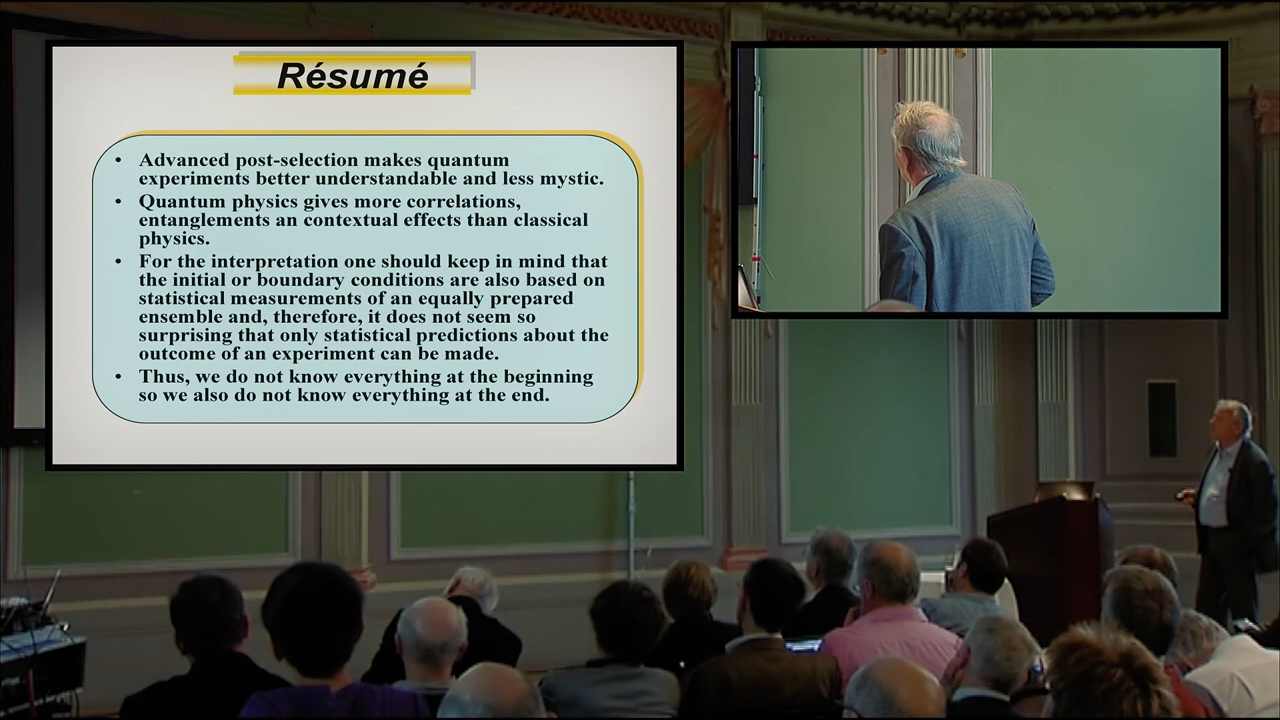 Résumé
• Advanced post-selection makes quantum
experiments better understandable and less mystic.
• Quantum physics gives more correlations,
entanglements an contextual effects than classical
physics.
• For the interpretation one should keep in mind that
the initial or boundary conditions are also based on
statistical measurements of an equally prepared
ensemble and, therefore, it does not seem so
surprising that only statistical predictions about the
outcome of an experiment can be made.
• Thus, we do not know everything at the beginning
so we also do not know everything at the end.